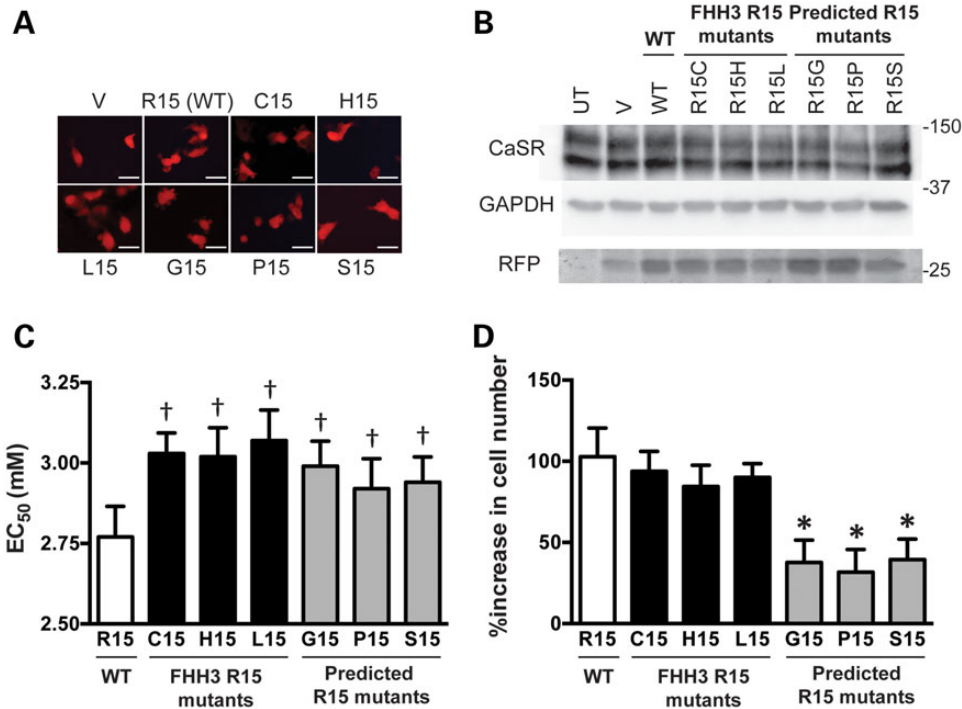 A
V R15 (WT) C15 H15
L15 G15 P15 S15
B
FHH3 R15 mutants
Predicted R15 mutants
WT
UT V WT R15C R15H R15L R15G R15P R15S
CaSR
-150
-37
GAPDH
RFP
-25
C
EC50 (mM)
3.25
3.00
2.75
2.50
† † † † † †
R15 C15 H15 L15 G15 P15 S15
WT
FHH3 R15 mutants
Predicted R15 mutants
D
%increase in cell number
150
100
50
0
* * *
R15 C15 H15 L15 G15 P15 S15
WT
FHH3 R15 mutants
Predicted R15 mutants